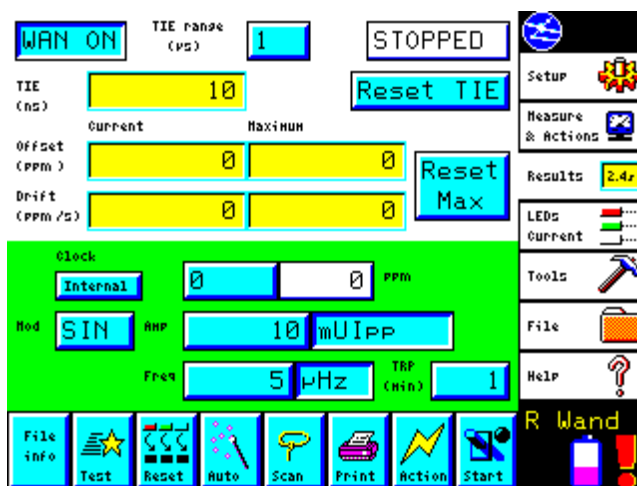 WAN ON
TIE range
(µs)
1
STOPPED
TIE
(ns)
10
Reset TIE
Current
Maximum
Offset
(ppm )
0
0
Reset
Max
Drift
(ppm /s)
0
0
Clock
Internal
0
0
ppm
Mod
SIN
Amp
10
mUIpp
Freq
5
µHz
TRP
(Min)
1
File
info
Test
Reset
Auto
Scan
Print
Action
Start
Setup
Measure
& Actions
Results
2.4
LEDs
Current
Tools
File
Help
R Wand